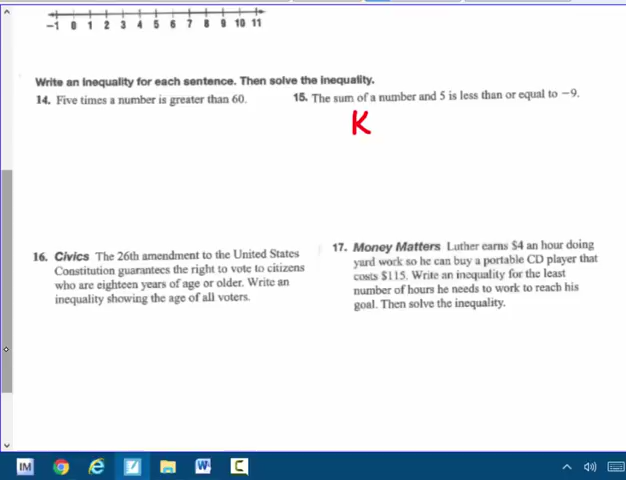 -1 0 1 2 3 4 5 6 7 8 9 10 11
Write an Inequality for each sentence. Then solve the inequality.
14. Five times a number is greater than 60.
15. The sum of a number and 5 is less than or equal to −9.
K
16. Civics The 26th amendment to the United States
Constitution guarantees the right to vote to citizens
who are eighteen years of age or older. Write an
inequality showing the age of all voters.
17. Money Matters Luther earns $4 an hour doing
yard work so he can buy a portable CD player that
costs $115. Write an inequality for the least
number of hours he needs to work to reach his
goal. Then solve the inequality.
IM
W
C